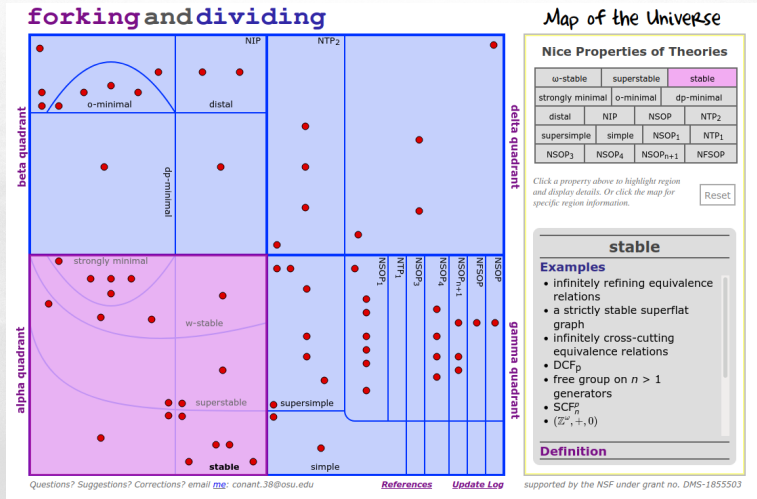 forking and dividing
Map of the Universe
NIP
NTP₂
o-minimal
distal
beta quadrant
delta quadrant
dp-minimal
strongly minimal
w-stable
superstable
stable
alpha quadrant
gamma quadrant
NSOP₁
NTP₁
NSOP₃
NSOP₄
NSOPₙ₊₁
NFSOP
NSOP
supersimple
simple
Questions? Suggestions? Corrections? email me: conant.38@osu.edu
References
Update Log
Nice Properties of Theories
ω-stable superstable stable
strongly minimal o-minimal dp-minimal
distal NIP NSOP NTP₂
supersimple simple NSOP₁ NTP₁
NSOP₃ NSOP₄ NSOPₙ₊₁ NFSOP
Click a property above to highlight region
and display details. Or click the map for
specific region information.
Reset
stable
Examples
• infinitely refining equivalence
relations
• a strictly stable superflat
graph
• infinitely cross-cutting
equivalence relations
• DCFₚ
• free group on n > 1
generators
• SCFₙᵖ
• (ℤ^ω, +, 0)
Definition
supported by the NSF under grant no. DMS-1855503